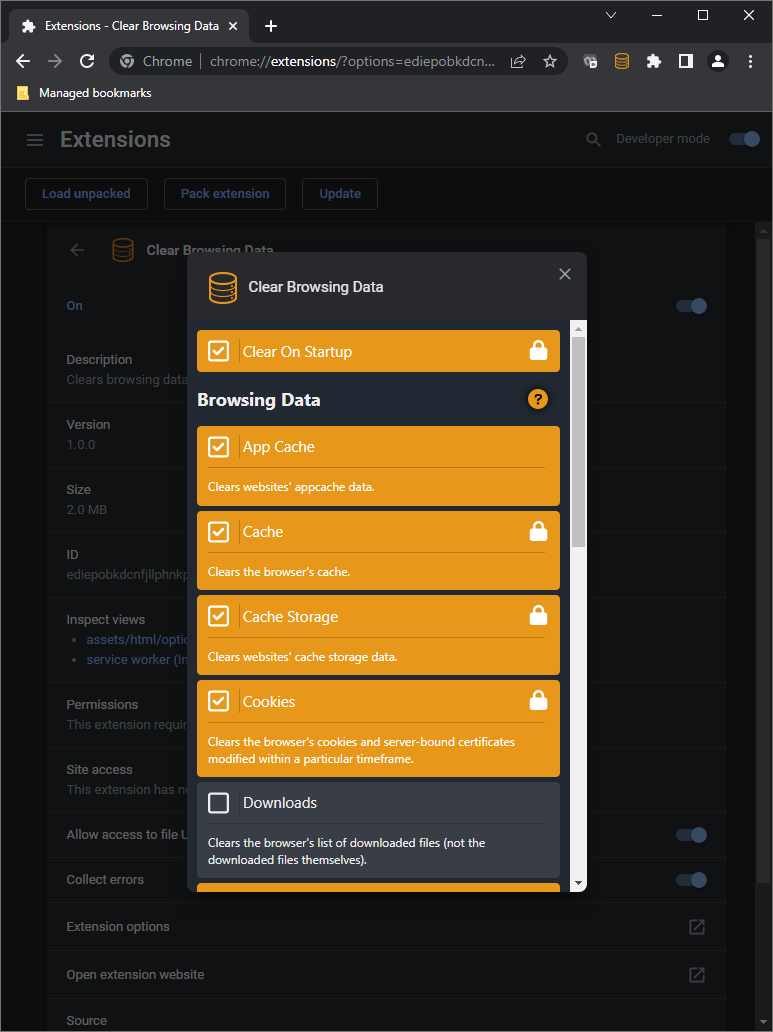 Extensions - Clear Browsing Data
Chrome
chrome://extensions/?options=ediepobkdcn...
Managed bookmarks
Extensions
Developer mode
Load unpacked
Pack extension
Update
Clear Browsing Data
On
Description
Clears browsing data
Version
1.0.0
Size
2.0 MB
ID
ediepobkdcnfjllphnkp
Inspect views
assets/html/optio
service worker (In
Permissions
This extension requir
Site access
This extension has no
Allow access to file U
Collect errors
Extension options
Open extension website
Source
Clear Browsing Data
Clear On Startup
Browsing Data
?
App Cache
Clears websites' appcache data.
Cache
Clears the browser's cache.
Cache Storage
Clears websites' cache storage data.
Cookies
Clears the browser's cookies and server-bound certificates
modified within a particular timeframe.
Downloads
Clears the browser's list of downloaded files (not the
downloaded files themselves).